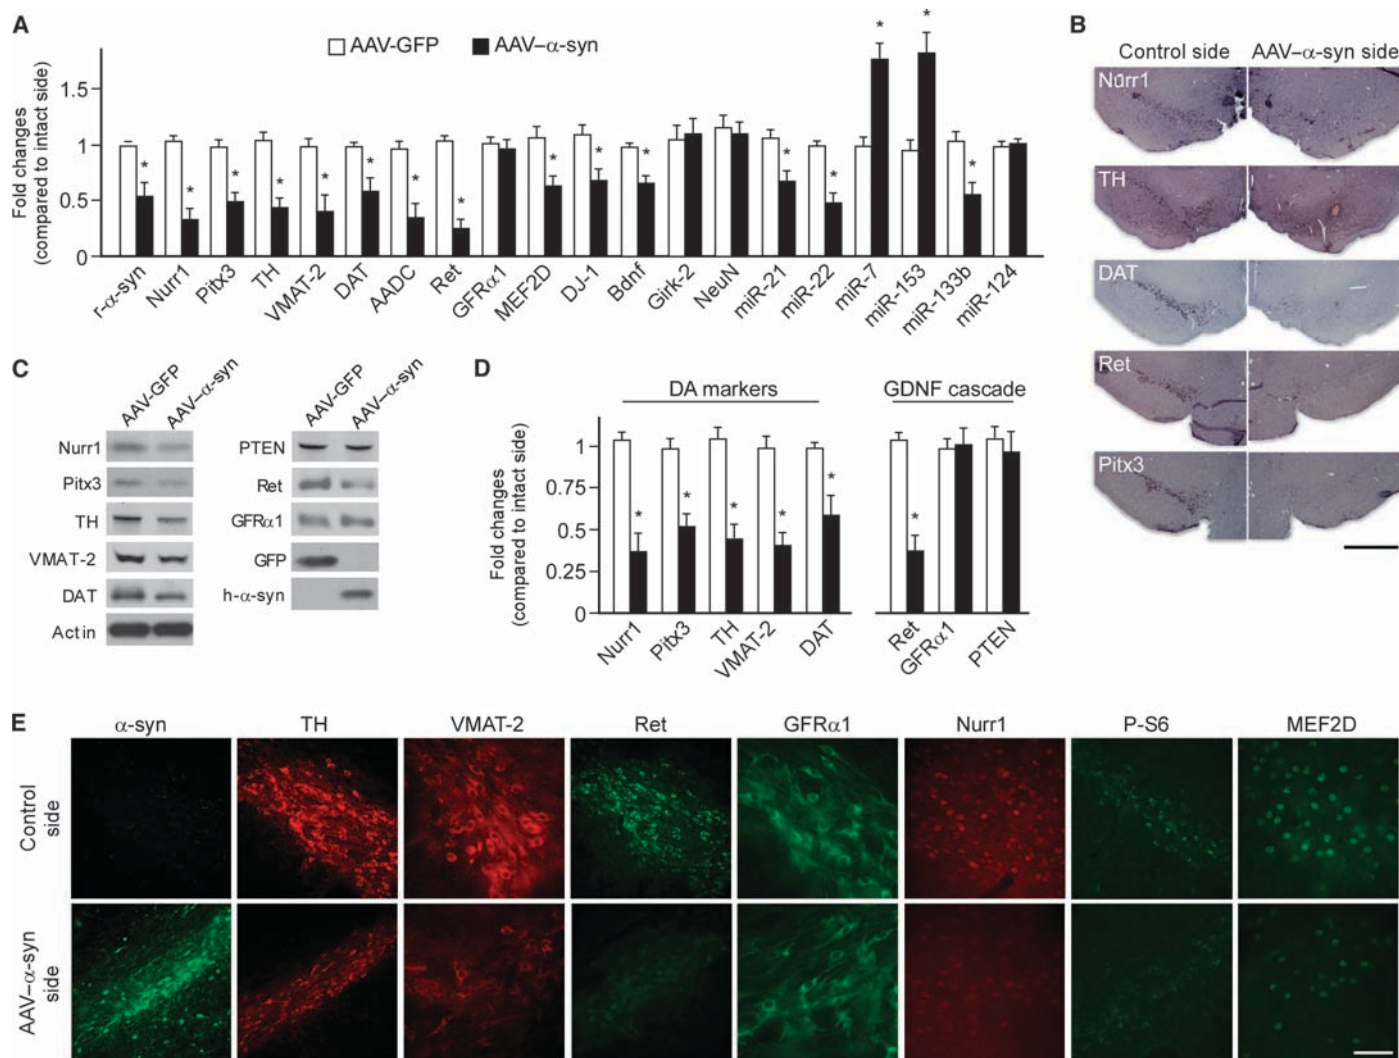 A
AAV-GFP
AAV–α-syn
Fold changes
(compared to intact side)
1.5
1
0.5
0
* * * * * * * * * * * * * * * * *
r-α-syn
Nurr1
Pitx3
TH
VMAT-2
DAT
AADC
Ret
GFRα1
MEF2D
DJ-1
Bdnf
Girk-2
NeuN
miR-21
miR-22
miR-7
miR-153
miR-133b
miR-124
B
Control side
AAV–α-syn side
Nurr1
TH
DAT
Ret
Pitx3
C
AAV-GFP
AAV–α-syn
Nurr1
Pitx3
TH
VMAT-2
DAT
Actin
AAV-GFP
AAV–α-syn
PTEN
Ret
GFRα1
GFP
h-α-syn
D
DA markers
GDNF cascade
Fold changes
(compared to intact side)
1
0.75
0.5
0.25
0
* * * * * *
Nurr1
Pitx3
TH
VMAT-2
DAT
Ret
GFRα1
PTEN
E
α-syn
TH
VMAT-2
Ret
GFRα1
Nurr1
P-S6
MEF2D
Control
side
AAV–α-syn
side